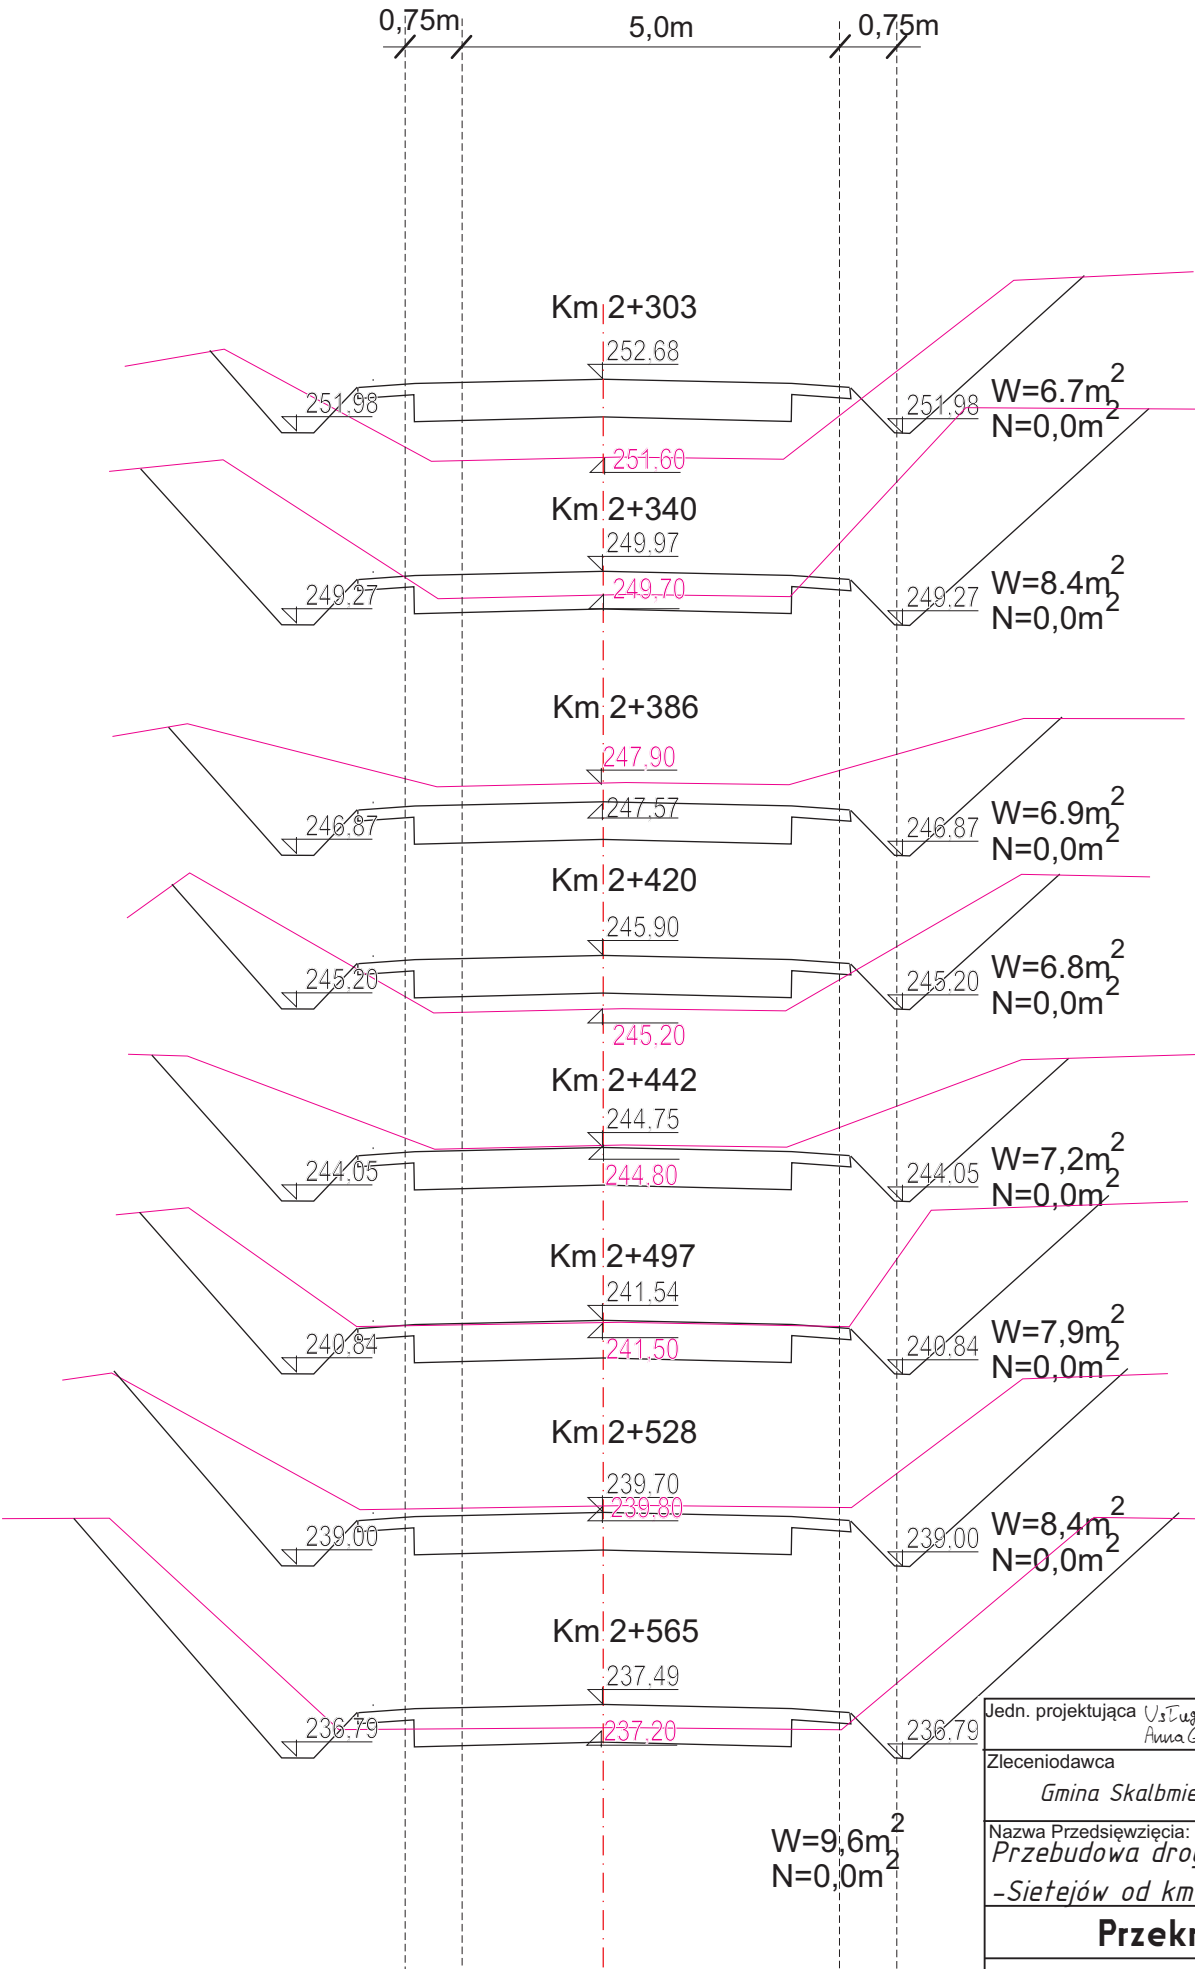 0,75m 5,0m 0,75m
Km 2+303
252.68
251.98 251.98 W=6.7m²
N=0,0m²
251.60
Km 2+340
249.97
249.70
249.27 249.27 W=8.4m²
N=0,0m²
Km 2+386
247.90
247.57
246.87 246.87 W=6.9m²
N=0,0m²
Km 2+420
245.90
245.20 245.20 W=6.8m²
N=0,0m²
245.20
Km 2+442
244.75
244.80
244.05 244.05 W=7,2m²
N=0,0m²
Km 2+497
241.54
241.50
240.84 240.84 W=7,9m²
N=0,0m²
Km 2+528
239.70
239.80
239.00 239.00 W=8,4m²
N=0,0m²
Km 2+565
237.49
237.20
236.79 236.79
W=9,6m²
N=0,0m²
Jedn. projektująca
Anna
Zleceniodawca
Gmina Skalbmie
Nazwa Przedsięwzięcia:
Przebudowa dro
-Sietejów od km
Przekr